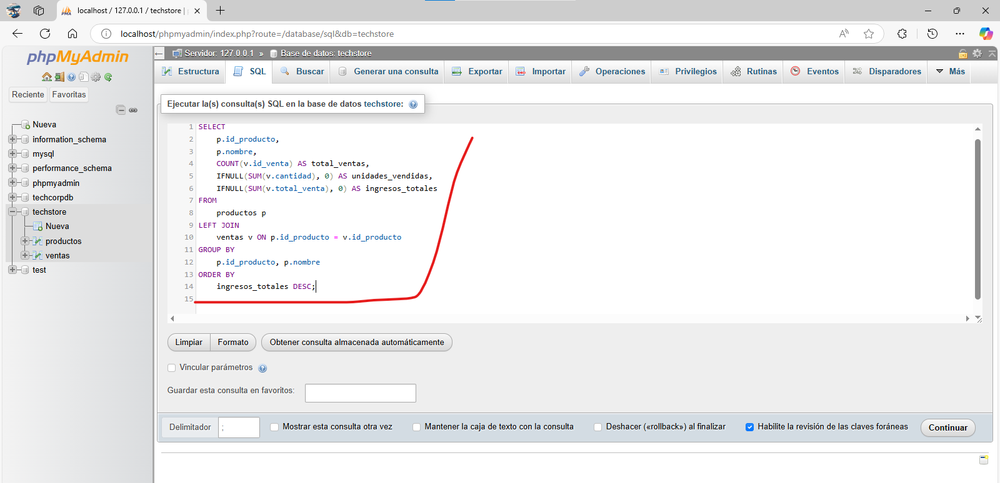 localhost / 127.0.0.1 / techstore |
localhost/phpmyadmin/index.php?route=/database/sql&db=techstore
phpMyAdmin
Reciente Favoritas
Nueva
information_schema
mysql
performance_schema
phpmyadmin
techcorpdb
techstore
Nueva
productos
ventas
test
Servidor: 127.0.0.1 » Base de datos: techstore
Estructura SQL Buscar Generar una consulta Exportar Importar Operaciones Privilegios Rutinas Eventos Disparadores Más
Ejecutar la(s) consulta(s) SQL en la base de datos techstore:
1 SELECT
2 p.id_producto,
3 p.nombre,
4 COUNT(v.id_venta) AS total_ventas,
5 IFNULL(SUM(v.cantidad), 0) AS unidades_vendidas,
6 IFNULL(SUM(v.total_venta), 0) AS ingresos_totales
7 FROM
8 productos p
9 LEFT JOIN
10 ventas v ON p.id_producto = v.id_producto
11 GROUP BY
12 p.id_producto, p.nombre
13 ORDER BY
14 ingresos_totales DESC;
15
Limpiar Formato Obtener consulta almacenada automáticamente
Vincular parámetros
Guardar esta consulta en favoritos:
Delimitador ; Mostrar esta consulta otra vez Mantener la caja de texto con la consulta Deshacer («rollback») al finalizar Habilite la revisión de las claves foráneas Continuar